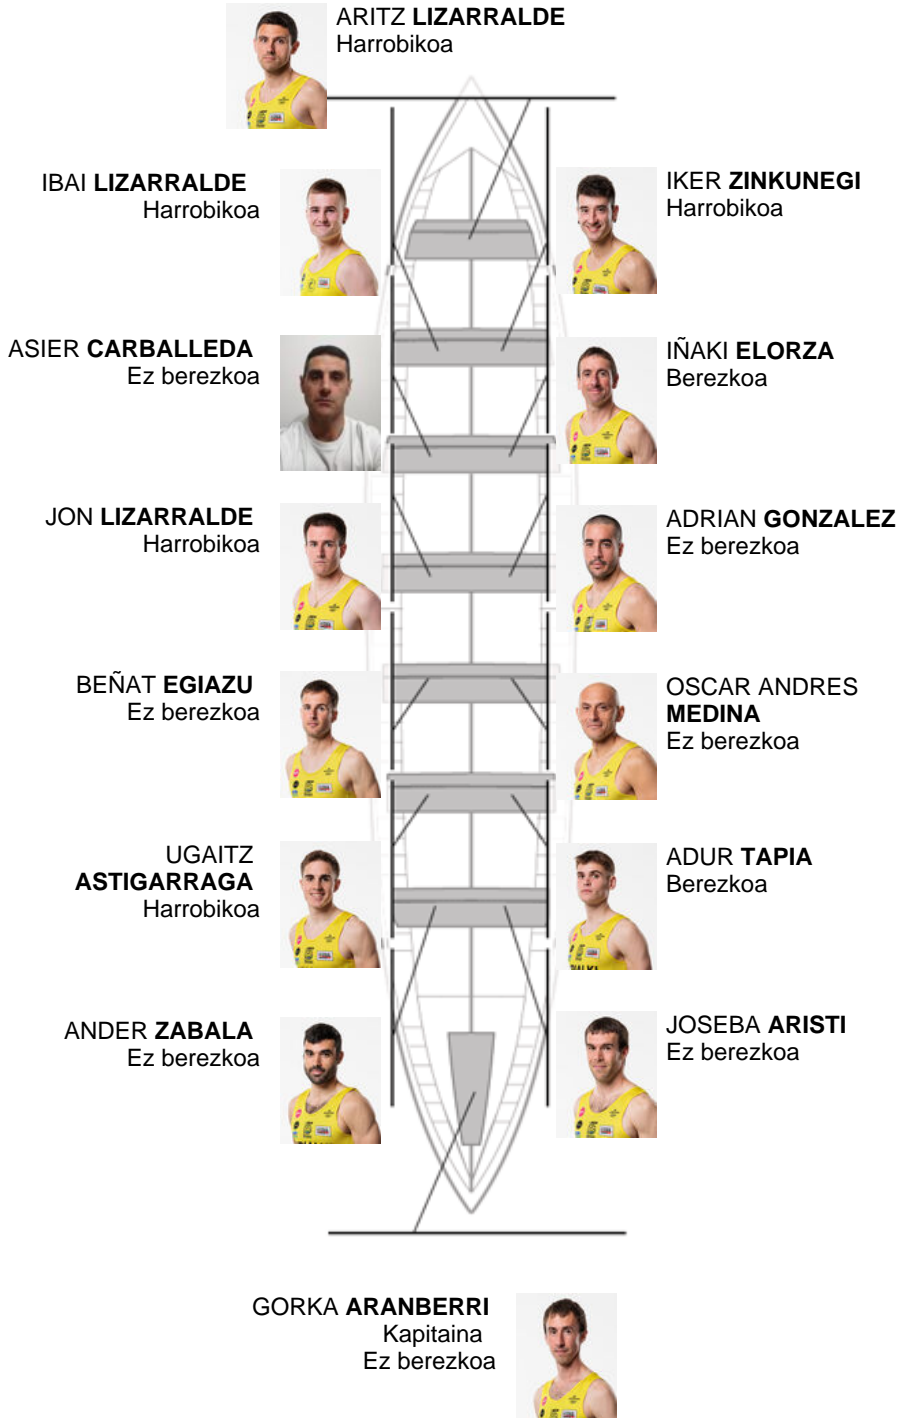 ARITZ LIZARRALDE
Harrobikoa
IBAI LIZARRALDE
Harrobikoa
IKER ZINKUNEGI
Harrobikoa
ASIER CARBALLEDA
Ez berezkoa
IÑAKI ELORZA
Berezkoa
JON LIZARRALDE
Harrobikoa
ADRIAN GONZALEZ
Ez berezkoa
BEÑAT EGIAZU
Ez berezkoa
OSCAR ANDRES
MEDINA
Ez berezkoa
UGAITZ
ASTIGARRAGA
Harrobikoa
ADUR TAPIA
Berezkoa
ANDER ZABALA
Ez berezkoa
JOSEBA ARISTI
Ez berezkoa
GORKA ARANBERRI
Kapitaina
Ez berezkoa